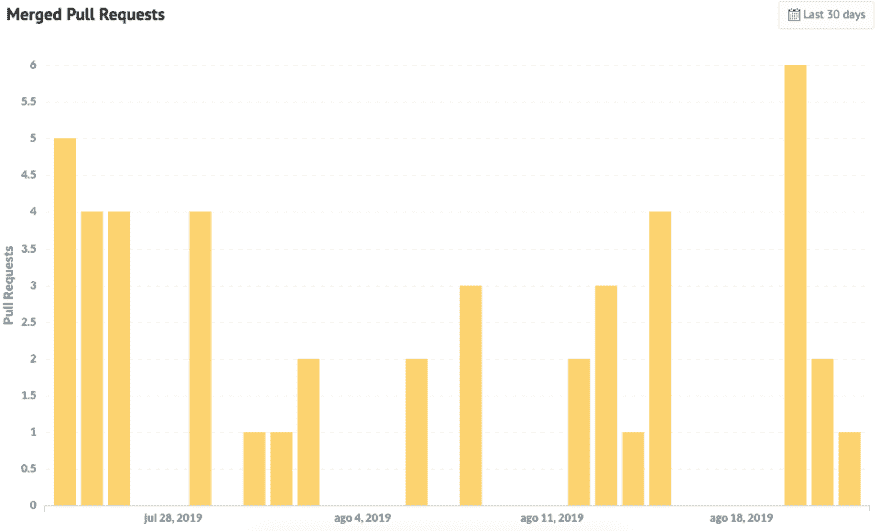 Merged Pull Requests
Last 30 days
6
5.5
5
4.5
4
3.5
3
2.5
2
1.5
1
0.5
0
Pull Requests
jul 28, 2019
ago 4, 2019
ago 11, 2019
ago 18, 2019